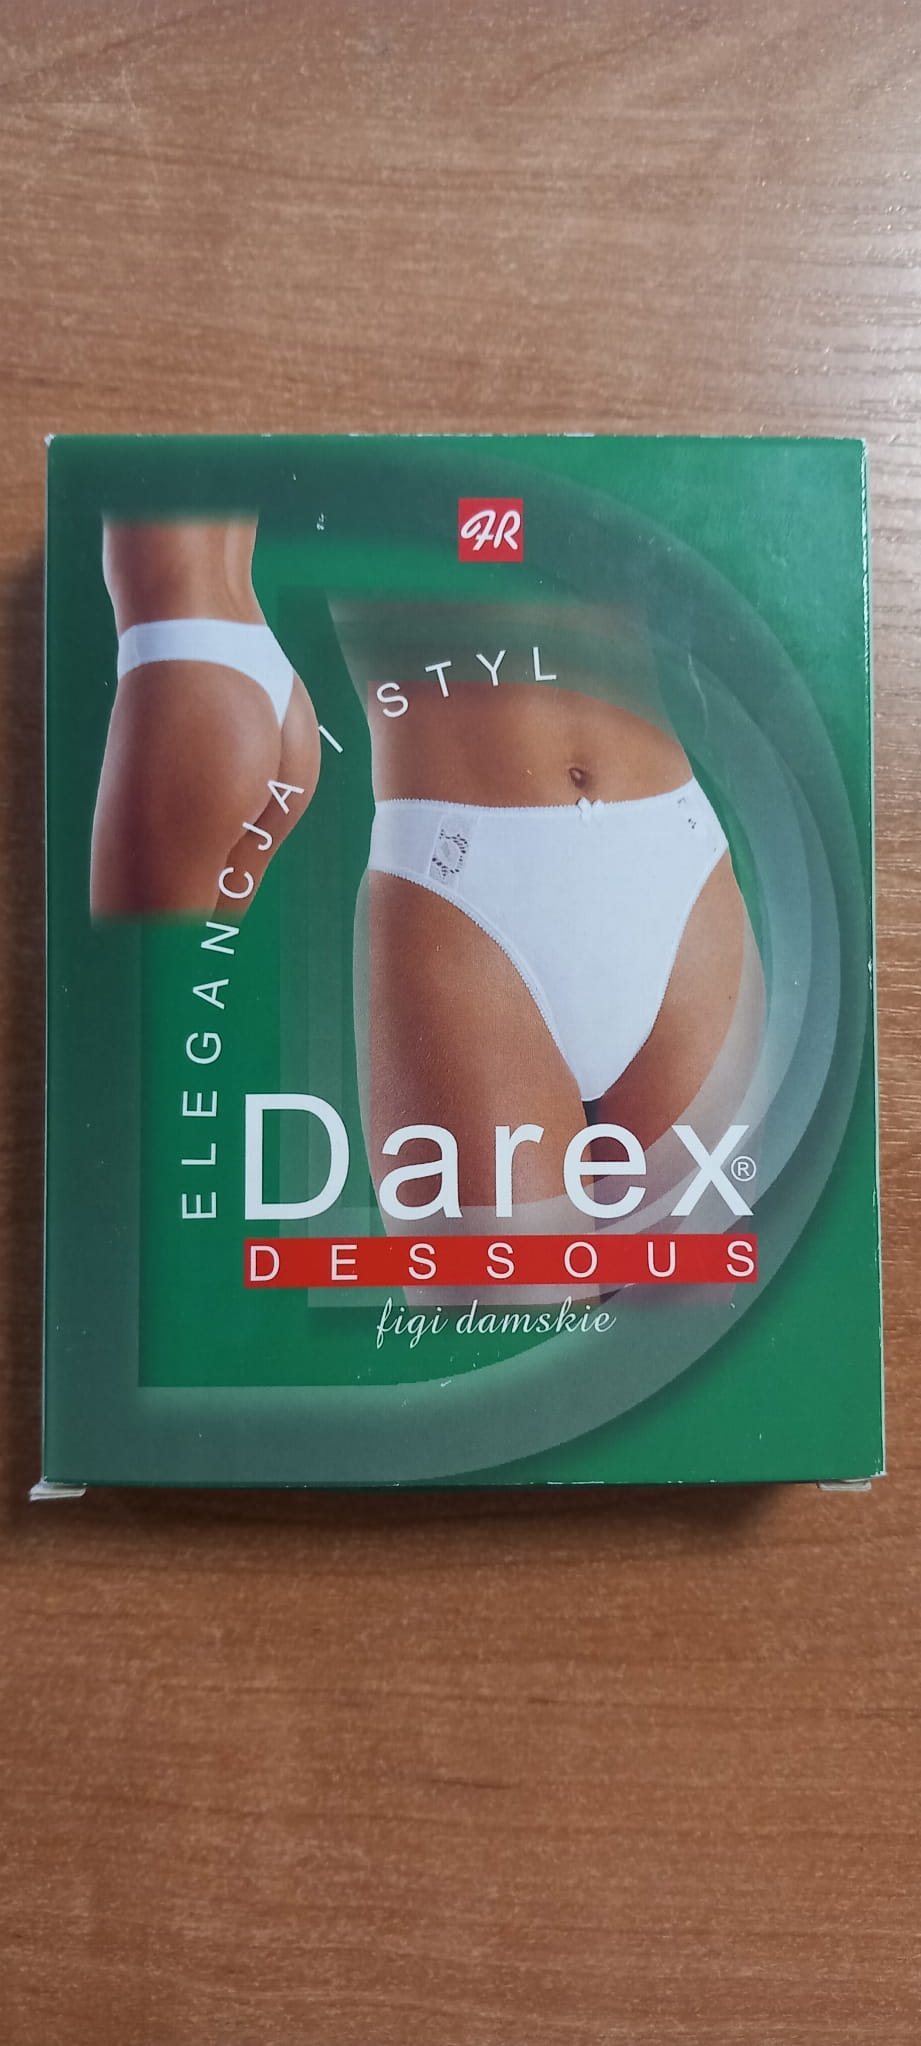 FR
ELEGANCJA I STYL
Darex®
DESSOUS
figi damskie